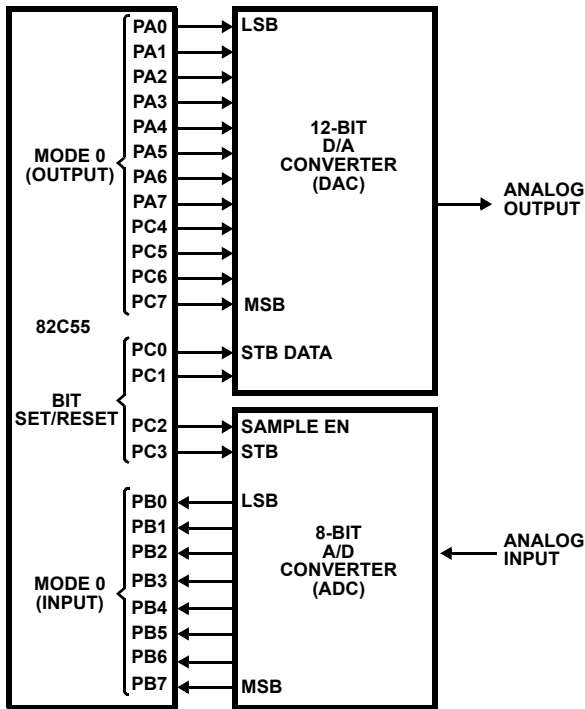 PA0
PA1
PA2
PA3
PA4
PA5
PA6
PA7
PC4
PC5
PC6
PC7
MODE 0
(OUTPUT)
82C55
PC0
PC1
PC2
PC3
BIT
SET/RESET
PB0
PB1
PB2
PB3
PB4
PB5
PB6
PB7
MODE 0
(INPUT)
LSB
12-BIT
D/A
CONVERTER
(DAC)
MSB
STB DATA
ANALOG
OUTPUT
SAMPLE EN
STB
LSB
8-BIT
A/D
CONVERTER
(ADC)
MSB
ANALOG
INPUT